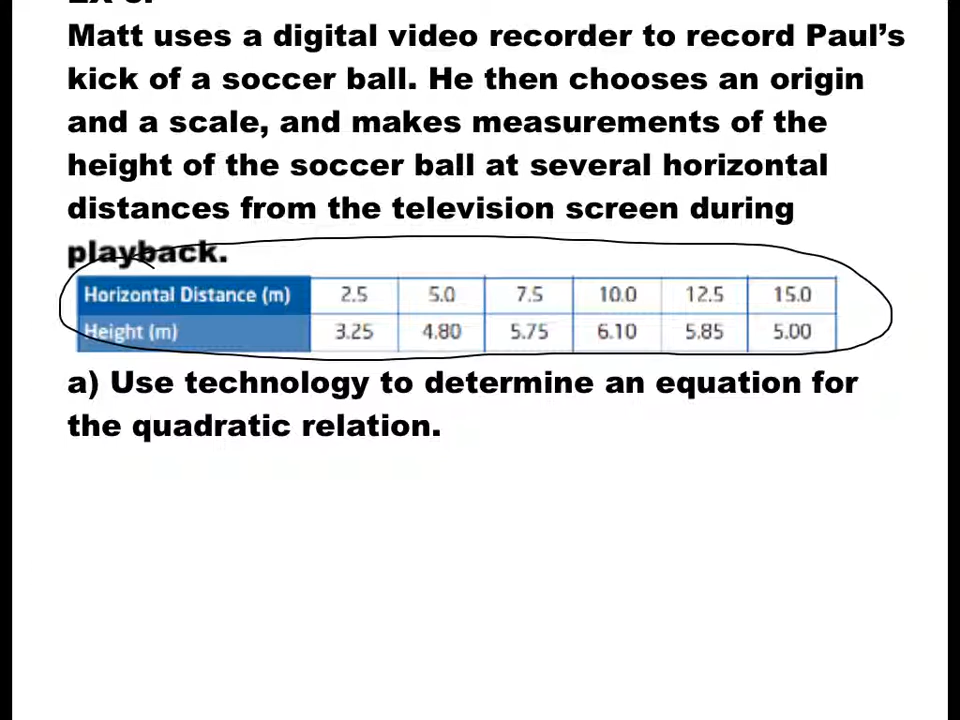 Matt uses a digital video recorder to record Paul's
kick of a soccer ball. He then chooses an origin
and a scale, and makes measurements of the
height of the soccer ball at several horizontal
distances from the television screen during
playback.
Horizontal Distance (m) 2.5 5.0 7.5 10.0 12.5 15.0
Height (m) 3.25 4.80 5.75 6.10 5.85 5.00
a) Use technology to determine an equation for
the quadratic relation.